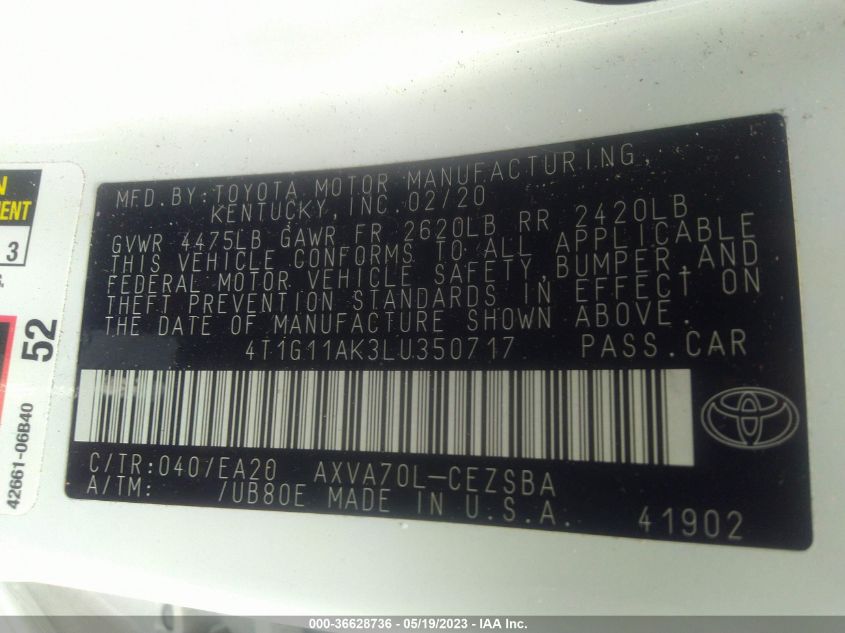 MFD. BY: TOYOTA MOTOR MANUFACTURING,
KENTUCKY, INC. 02/20
GVWR 4475LB GAWR FR 2620LB RR 2420LB
THIS VEHICLE CONFORMS TO ALL APPLICABLE
FEDERAL MOTOR VEHICLE SAFETY, BUMPER, AND
THEFT PREVENTION STANDARDS IN EFFECT ON
THE DATE OF MANUFACTURE SHOWN ABOVE.
4T1G11AK3LU350717 PASS. CAR
C/TR: 040/EA20 AXVA70L-CEZSBA
A/TM: /UB80E MADE IN U.S.A.
41902
3
52
42661-06B40
000-36628736 - 05/19/2023 - IAA Inc.